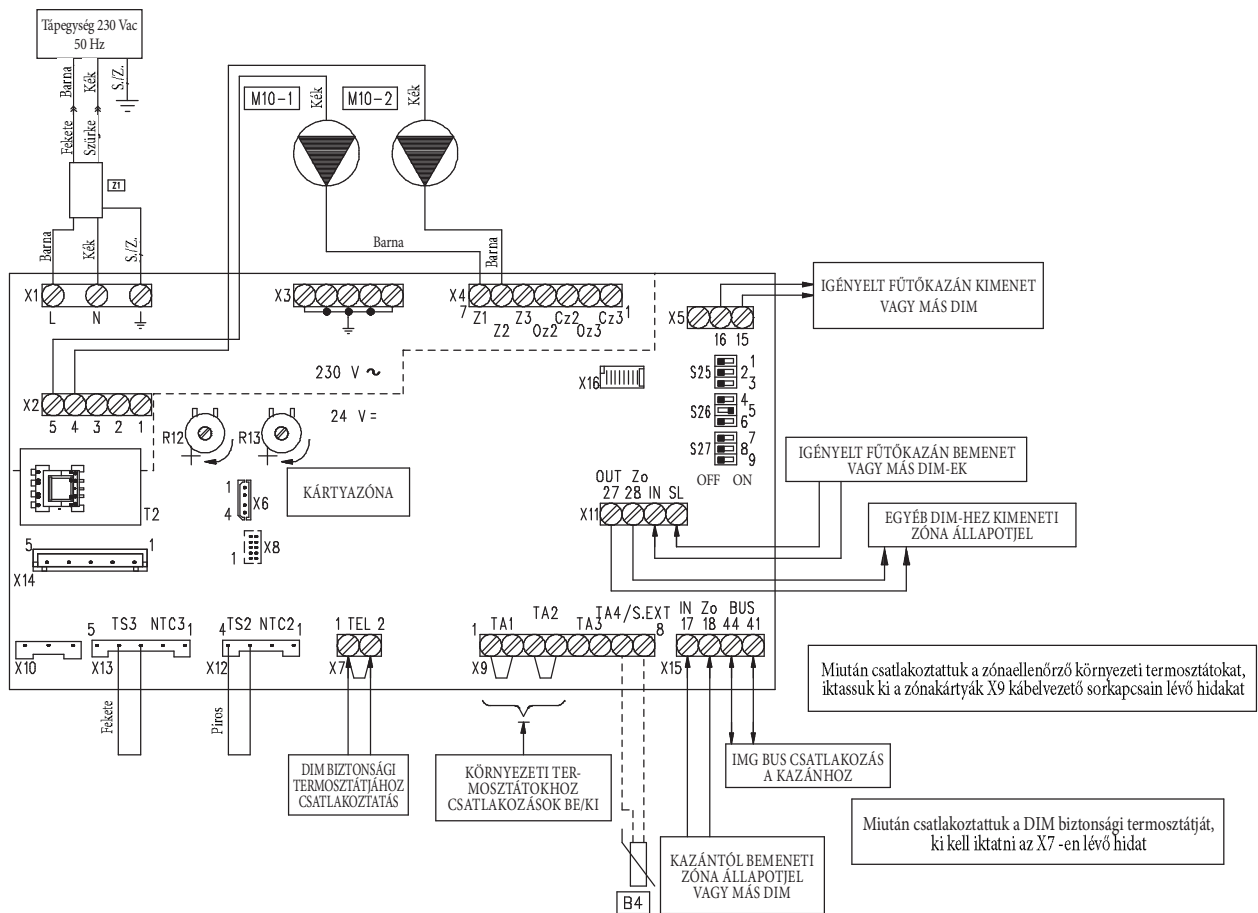 Tápegység 230 Vac
50 Hz
Barna
Kék
S./Z.
Fekete
Szürke
Z1
Barna
Kék
S./Z.
M10-1
Kék
M10-2
Kék
Barna
Barna
X1
L N
X3
X4
7 Z1 Z3 Cz2 Cz3 1
Z2 Oz2 Oz3
X5
16 15
IGÉNYELT FŰTŐKAZÁN KIMENET
VAGY MÁS DIM
230 V ~
24 V =
X16
S25
1
2
3
S26
4
5
6
S27
7
8
9
OFF ON
X2
5 4 3 2 1
R12
R13
KÁRTYAZÓNA
T2
1
4
X6
1
X8
5 1
X14
OUT Zo
27 28 IN SL
X11
IGÉNYELT FŰTŐKAZÁN BEMENET
VAGY MÁS DIM-EK
EGYÉB DIM-HEZ KIMENETI
ZÓNA ÁLLAPOTJEL
X10
5 TS3 NTC3 1
X13
4 TS2 NTC2 1
X12
1 TEL 2
X7
1 TA1 TA2 TA3 TA4/S.EXT 8
X9
IN Zo BUS
17 18 44 41
X15
Fekete
Piros
DIM BIZTONSÁGI
TERMOSZTÁTJÁHOZ
CSATLAKOZTATÁS
KÖRNYEZETI TER-
MOSZTÁTOKHOZ
CSATLAKOZÁSOK BE/KI
B4
KAZÁNTÓL BEMENETI
ZÓNA ÁLLAPOTJEL
VAGY MÁS DIM
IMG BUS CSATLAKOZÁS
A KAZÁNHOZ
Miután csatlakoztattuk a zónaellenőrző környezeti termosztátokat,
iktassuk ki a zónakártyák X9 kábelvezető sorkapcsain lévő hidakat
Miután csatlakoztattuk a DIM biztonsági termosztátját,
ki kell iktatni az X7 -en lévő hidat